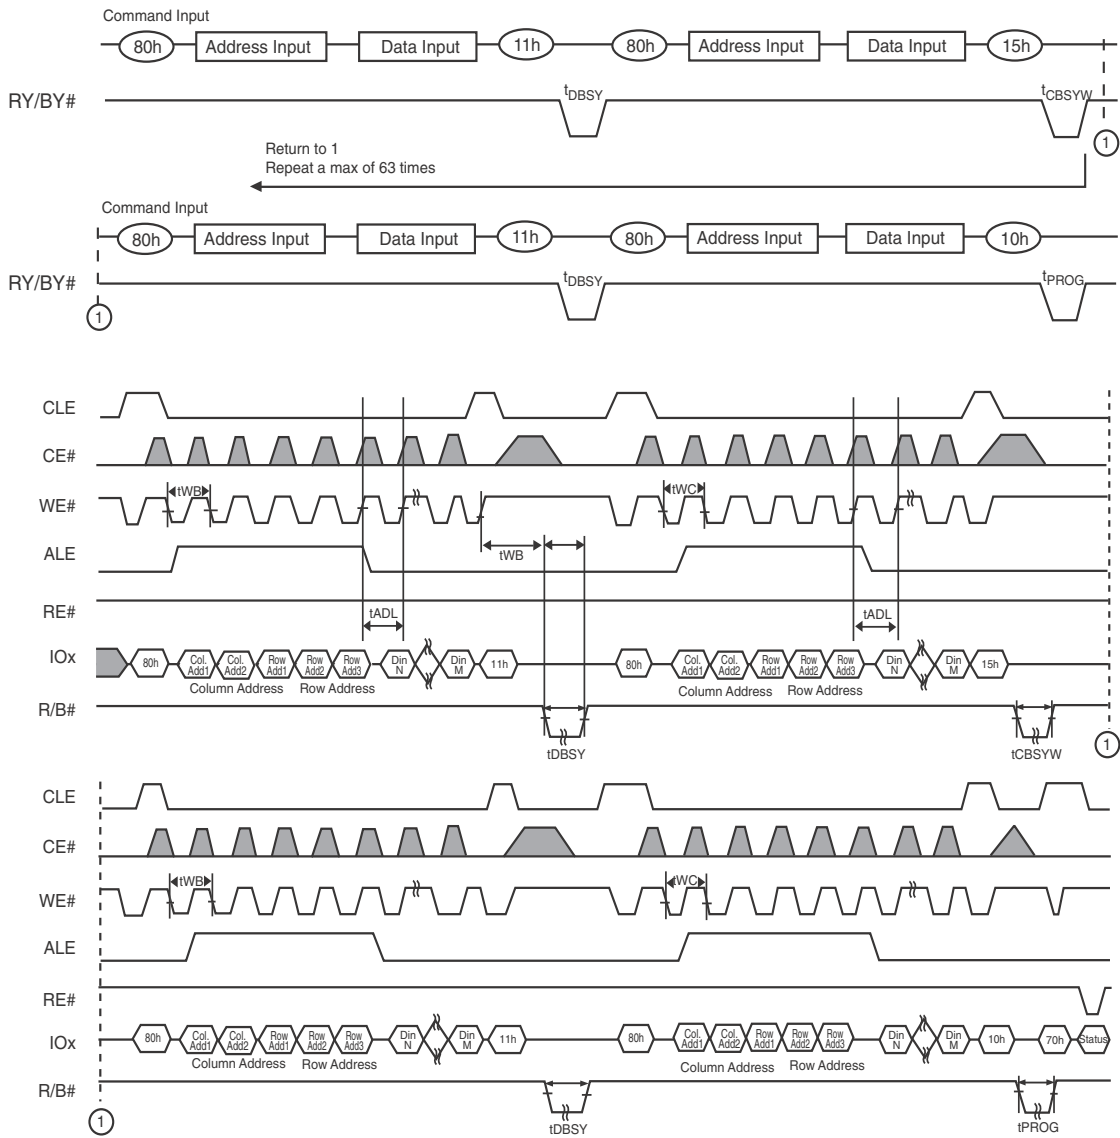 Command Input
80h Address Input Data Input 11h 80h Address Input Data Input 15h
RY/BY# tDBSY tCBSYW
1
Return to 1
Repeat a max of 63 times
Command Input
80h Address Input Data Input 11h 80h Address Input Data Input 10h
RY/BY# tDBSY tPROG
1
CLE
CE#
WE# tWB tWC
ALE tWB
RE# tADL tADL
IOx 80h Col. Add1 Col. Add2 Row Add1 Row Add2 Row Add3 Din N Din M 11h 80h Col. Add1 Col. Add2 Row Add1 Row Add2 Row Add3 Din N Din M 15h
Column Address Row Address Column Address Row Address
R/B# tDBSY tCBSYW
1
CLE
CE#
WE# tWB tWC
ALE
RE#
IOx 80h Col. Add1 Col. Add2 Row Add1 Row Add2 Row Add3 Din N Din M 11h 80h Col. Add1 Col. Add2 Row Add1 Row Add2 Row Add3 Din N Din M 10h 70h Status
Column Address Row Address Column Address Row Address
R/B# tDBSY tPROG
1